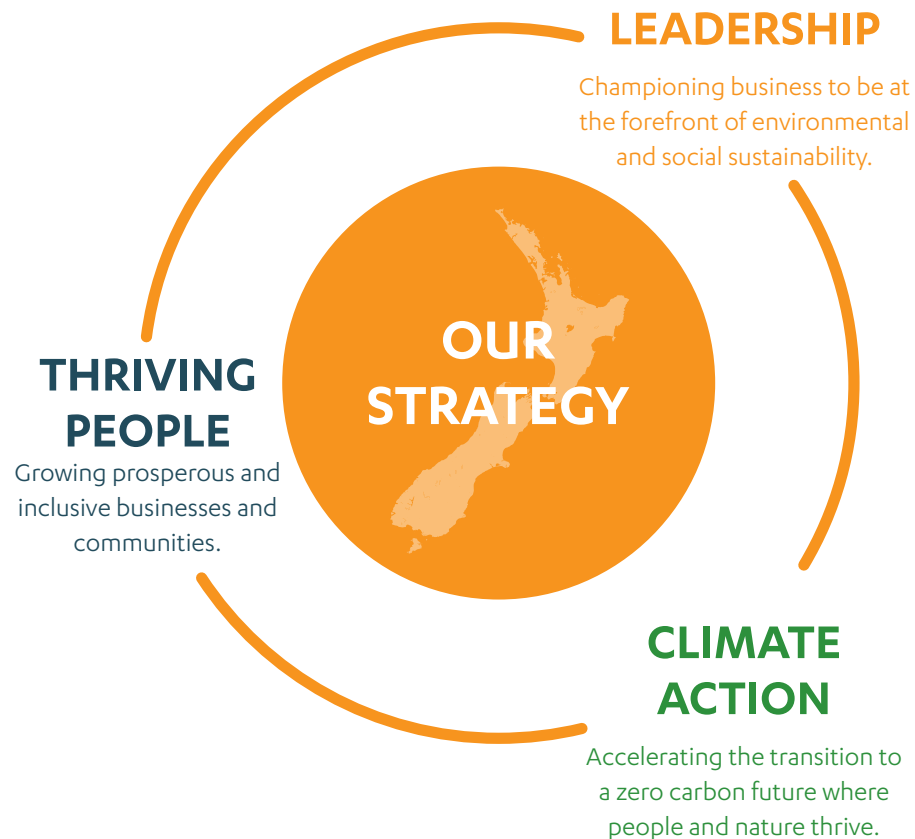 LEADERSHIP
Championing business to be at
the forefront of environmental
and social sustainability.
OUR
STRATEGY
THRIVING
PEOPLE
Growing prosperous and
inclusive businesses and
communities.
CLIMATE
ACTION
Accelerating the transition to
a zero carbon future where
people and nature thrive.